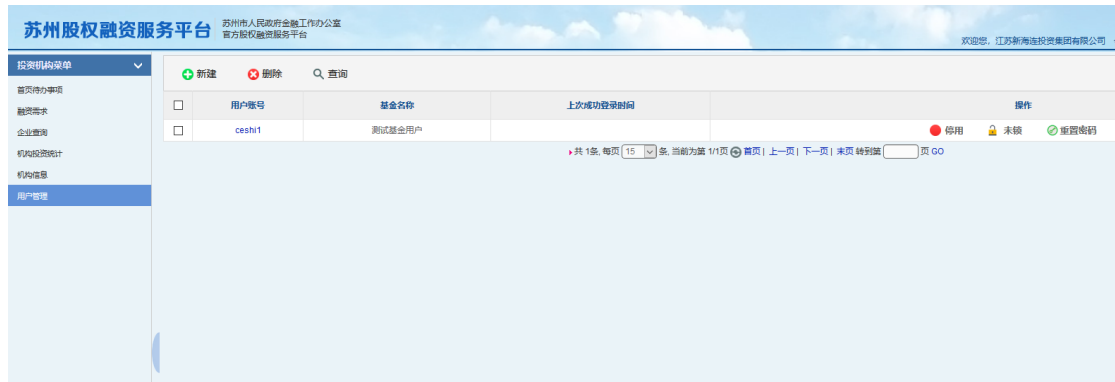 苏州股权融资服务平台
苏州市人民政府金融工作办公室
官方股权融资服务平台
欢迎您, 江苏新海连投资集团有限公司
投资机构菜单
首页待办事项
融资需求
企业查询
机构投资统计
机构信息
用户管理
新建 删除 查询
用户账号 基金名称 上次成功登录时间 操作
ceshi1 测试基金用户 停用 未锁 重置密码
共 1条, 每页 15 条, 当前为第 1/1页 首页 | 上一页 | 下一页 | 末页 转到第 页 GO